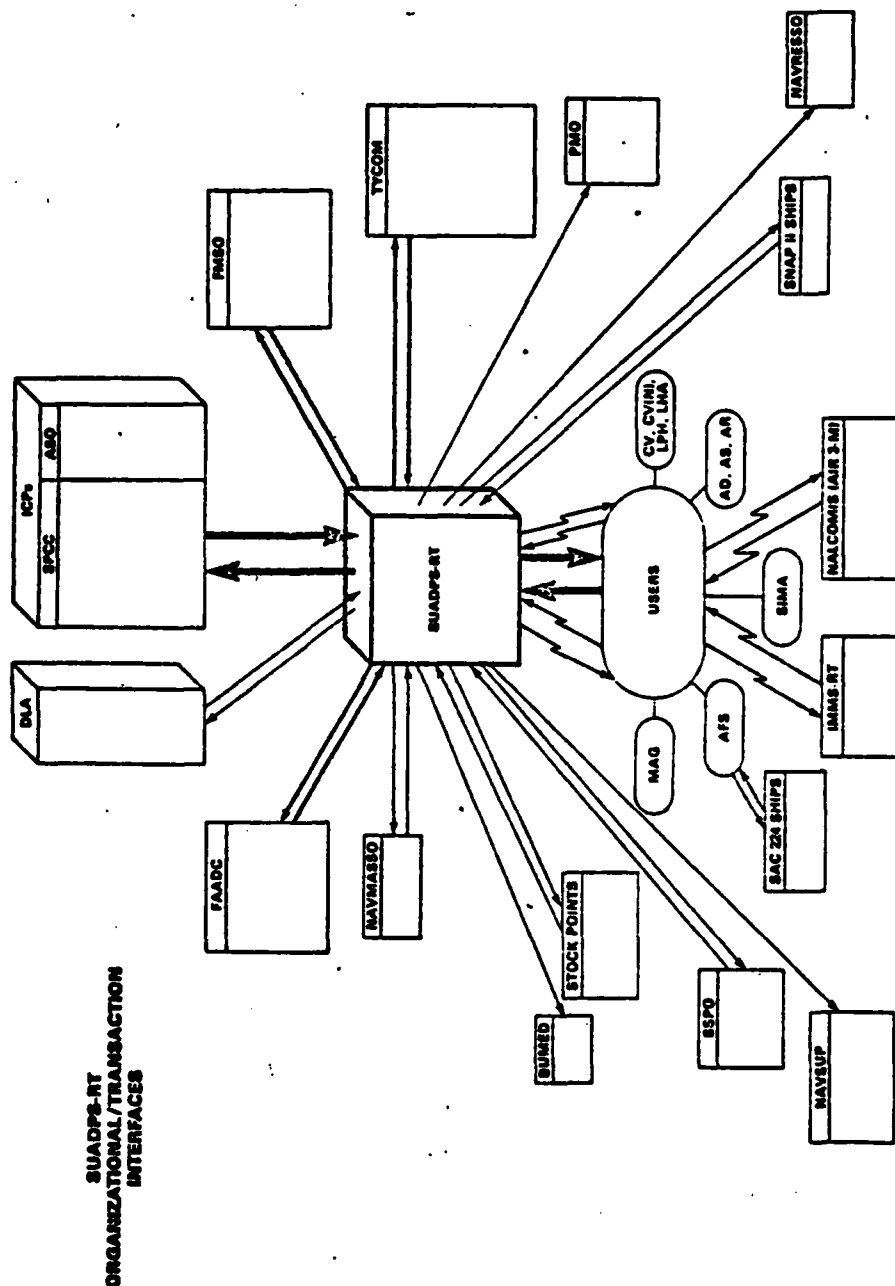 SUADPS-RT
ORGANIZATIONAL/TRANSACTION
INTERFACES
DLA
ICPs
SPCC
ASO
FAADC
FMSO
NAVMASSO
TYCOM
SUADPS-RT
BUMED
STOCK POINTS
PMO
SSPO
NAVSUP
MAG
USERS
CV, CV(N),
LPH, LHA
AFS
SIMA
AD, AS, AR
SNAP II SHIPS
NAVRESSO
SAC 224 SHIPS
IMMS-RT
NALCOMIS (AIR 3-M)